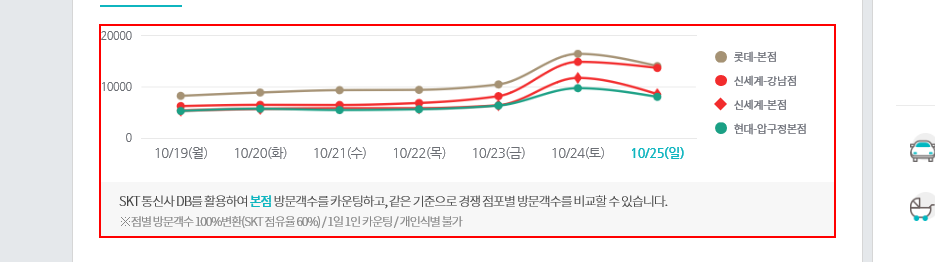 20000
10000
0
10/19(월) 10/20(화) 10/21(수) 10/22(목) 10/23(금) 10/24(토) 10/25(일)
롯데-본점
신세계-강남점
신세계-본점
현대-압구정본점
SKT 통신사 DB를 활용하여 본점 방문객수를 카운팅하고, 같은 기준으로 경쟁 점포별 방문객수를 비교할 수 있습니다.
※점별 방문객수 100%변환(SKT 점유율 60%) / 1일 1인 카운팅 / 개인식별 불가